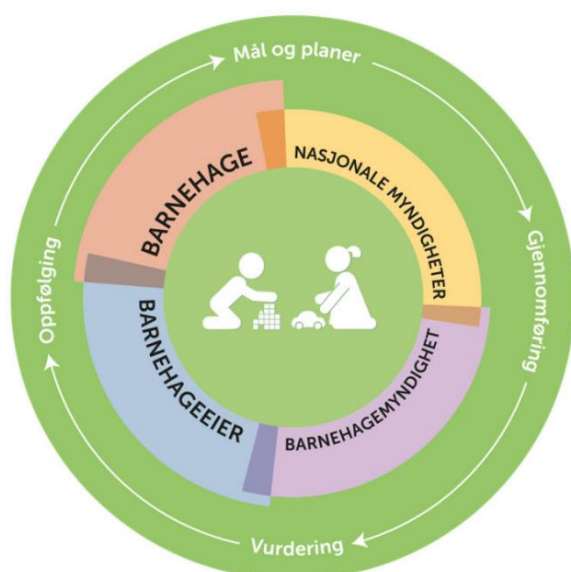 Mål og planer
Gjennomføring
Vurdering
Oppfølging
BARNEHAGE
NASJONALE MYNDIGHETER
BARNEHAGEMYNDIGHET
BARNEHAGEEIER